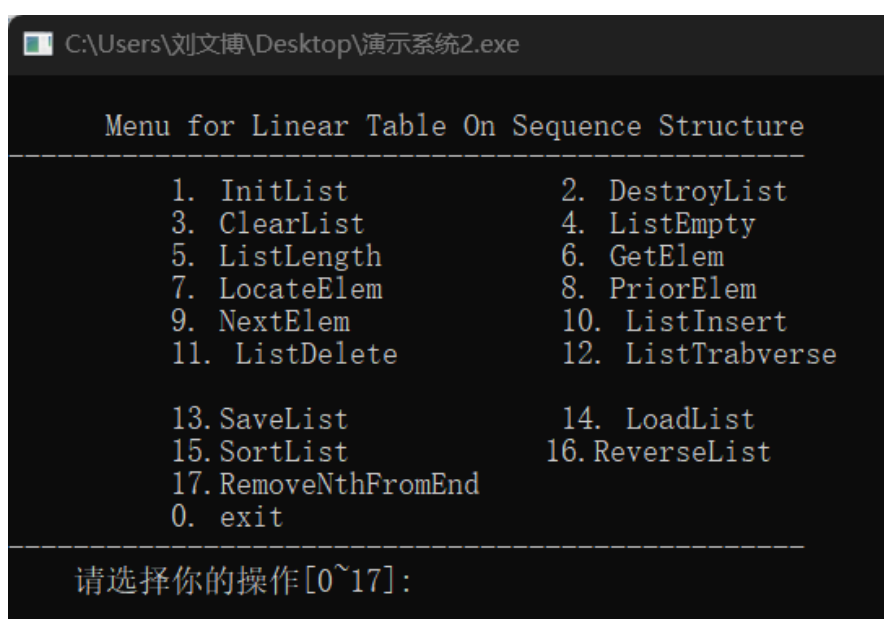 C:\Users\刘文博\Desktop\演示系统2.exe
Menu for Linear Table On Sequence Structure
-------------------------------------------------
1. InitList 2. DestroyList
3. ClearList 4. ListEmpty
5. ListLength 6. GetElem
7. LocateElem 8. PriorElem
9. NextElem 10. ListInsert
11. ListDelete 12. ListTrabverse
13.SaveList 14. LoadList
15.SortList 16.ReverseList
17.RemoveNthFromEnd
0. exit
-------------------------------------------------
请选择你的操作[0~17]: